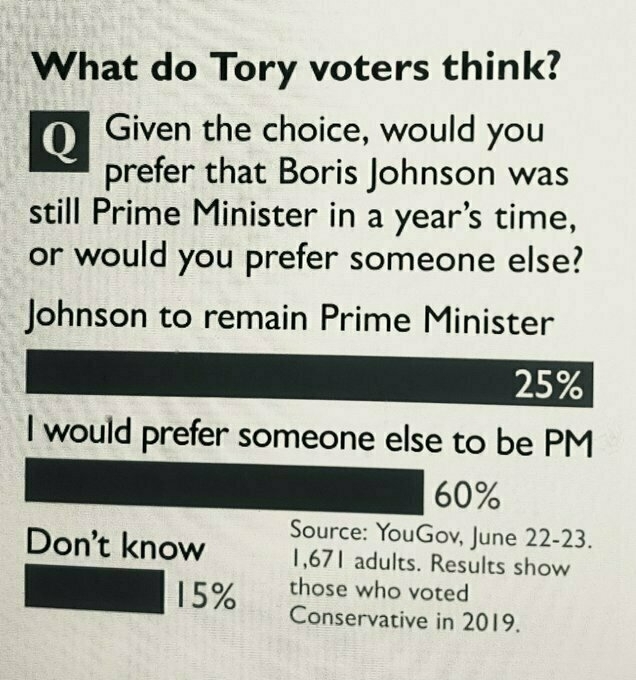 What do Tory voters think?
Q Given the choice, would you
prefer that Boris Johnson was
still Prime Minister in a year's time,
or would you prefer someone else?
Johnson to remain Prime Minister
25%
I would prefer someone else to be PM
60%
Don't know
15%
Source: YouGov, June 22-23.
1,671 adults. Results show
those who voted
Conservative in 2019.